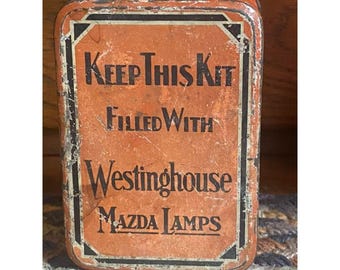 KEEP THIS KIT
FILLED WITH
Westinghouse
MAZDA LAMPS